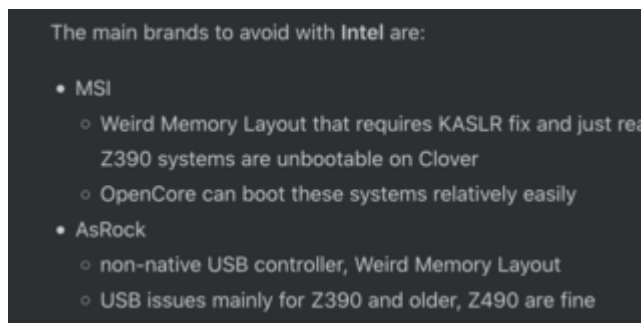 The main brands to avoid with Intel are:
MSI
Weird Memory Layout that requires KASLR fix and just
Z390 systems are unbootable on Clover
OpenCore can boot these systems relatively easily
AsRock
non-native USB controller, Weird Memory Layout
USB issues mainly for Z390 and older, Z490 are fine